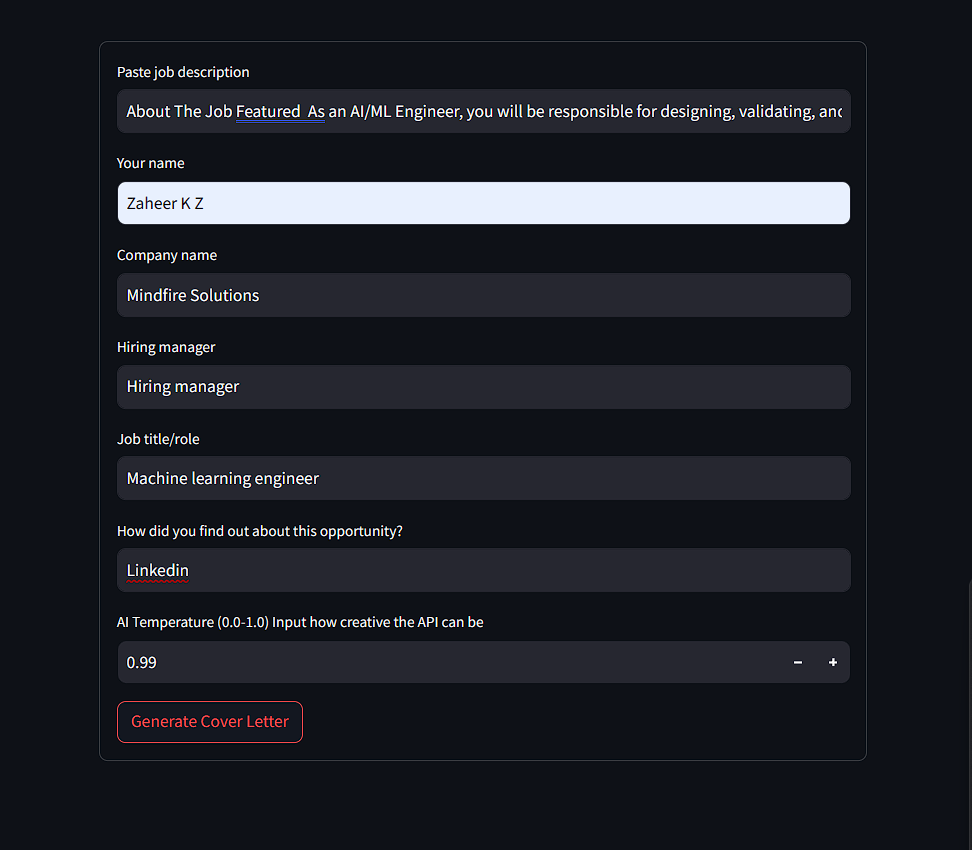 Paste job description
About The Job Featured  As an AI/ML Engineer, you will be responsible for designing, validating, and
Your name
Zaheer K Z
Company name
Mindfire Solutions
Hiring manager
Hiring manager
Job title/role
Machine learning engineer
How did you find out about this opportunity?
Linkedin
AI Temperature (0.0-1.0) Input how creative the API can be
0.99
Generate Cover Letter